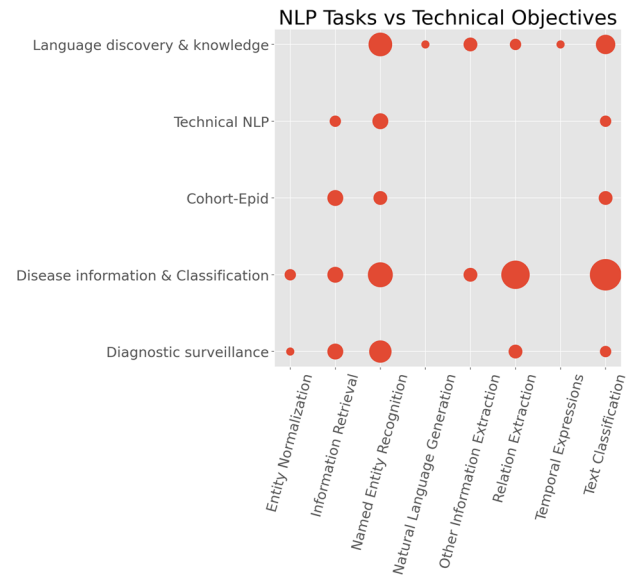 NLP Tasks vs Technical Objectives
Language discovery & knowledge
Technical NLP
Cohort-Epid
Disease information & Classification
Diagnostic surveillance
Entity Normalization
Information Retrieval
Named Entity Recognition
Natural Language Generation
Other Information Extraction
Relation Extraction
Temporal Expressions
Text Classification